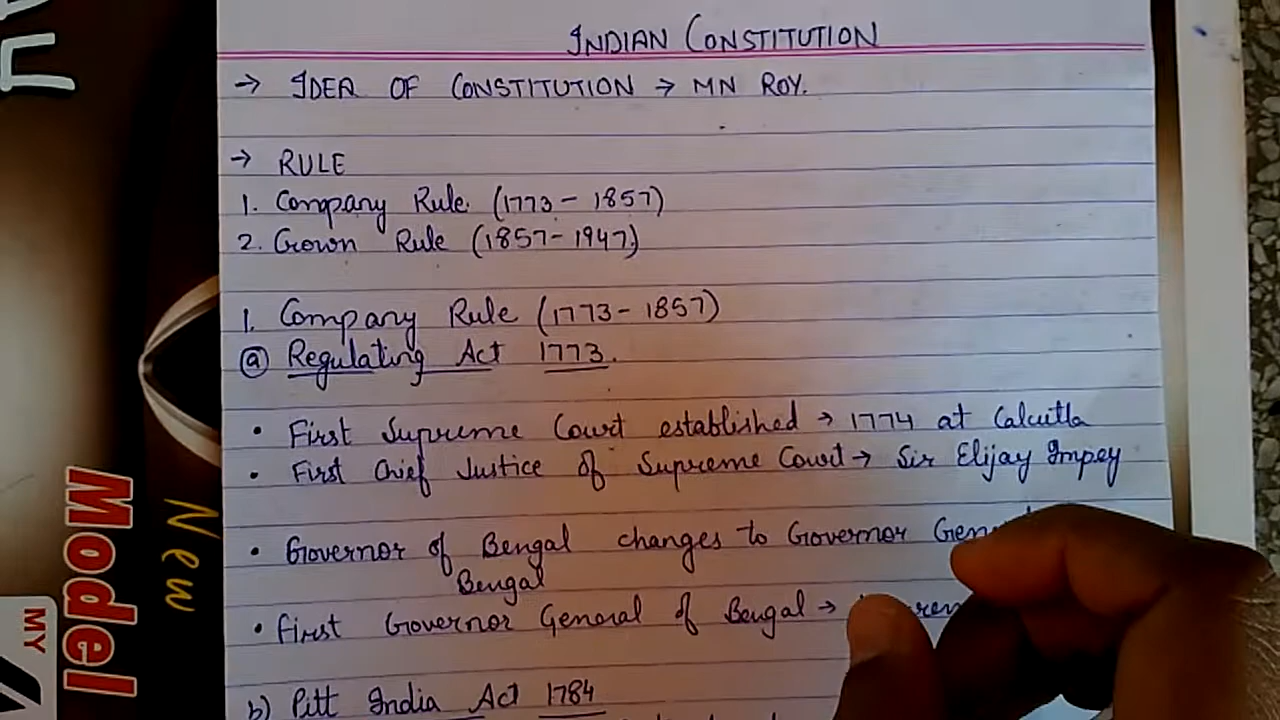 INDIAN CONSTITUTION
→ IDEA OF CONSTITUTION → MN ROY.
→ RULE
1. Company Rule. (1773 - 1857)
2. Crown Rule (1857 - 1947)
1. Company Rule (1773 - 1857)
ⓐ Regulating Act 1773.
• First Supreme Court established → 1774 at Calcutta
• First Chief Justice of Supreme Court → Sir Elijay Impey
• Governor of Bengal changes to Governor
Bengal
• First Governor General of Bengal →
b) Pitt India Act 1784
New
Model
MY